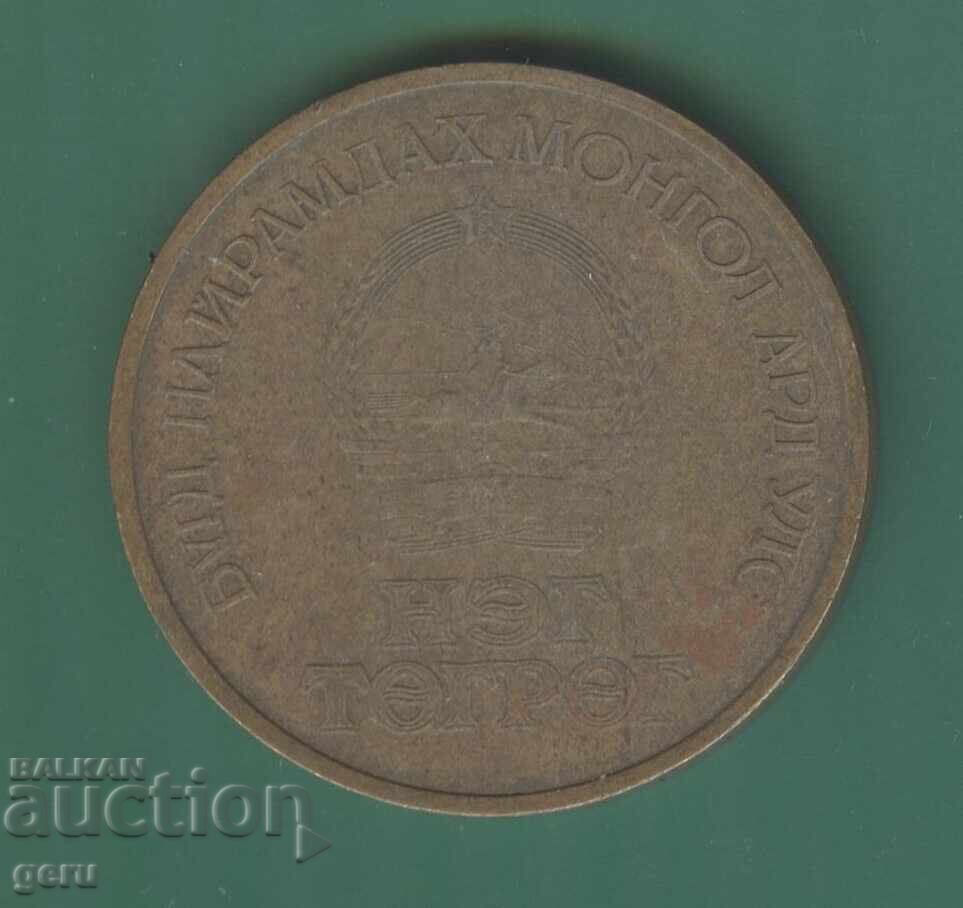 БҮГД НАЙРАМДАХ МОНГОЛ АРД УЛС
НЭГ
ТӨГРӨГ
BALKAN
auction
geru